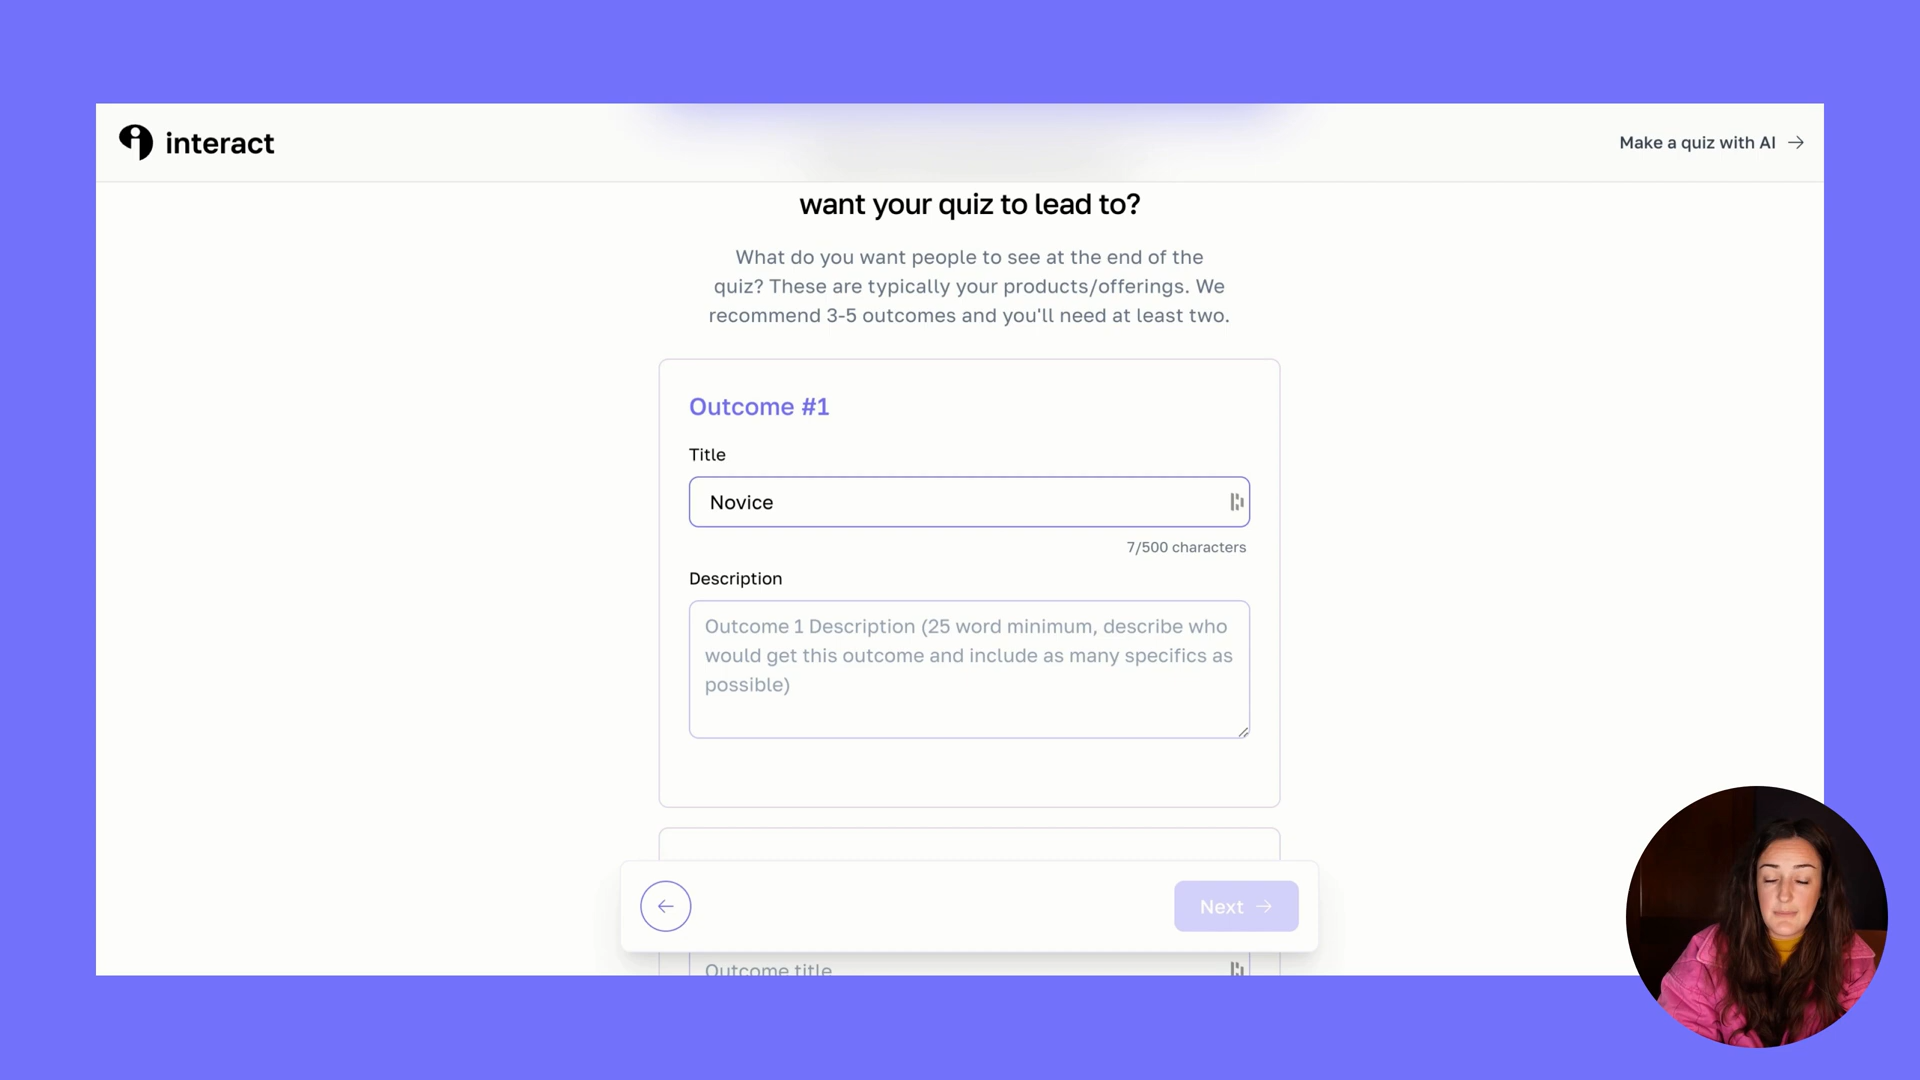 interact
Make a quiz with AI →
want your quiz to lead to?
What do you want people to see at the end of the
quiz? These are typically your products/offerings. We
recommend 3-5 outcomes and you'll need at least two.
Outcome #1
Title
Novice
7/500 characters
Description
Outcome 1 Description (25 word minimum, describe who
would get this outcome and include as many specifics as
possible)
← Next →
Outcome title